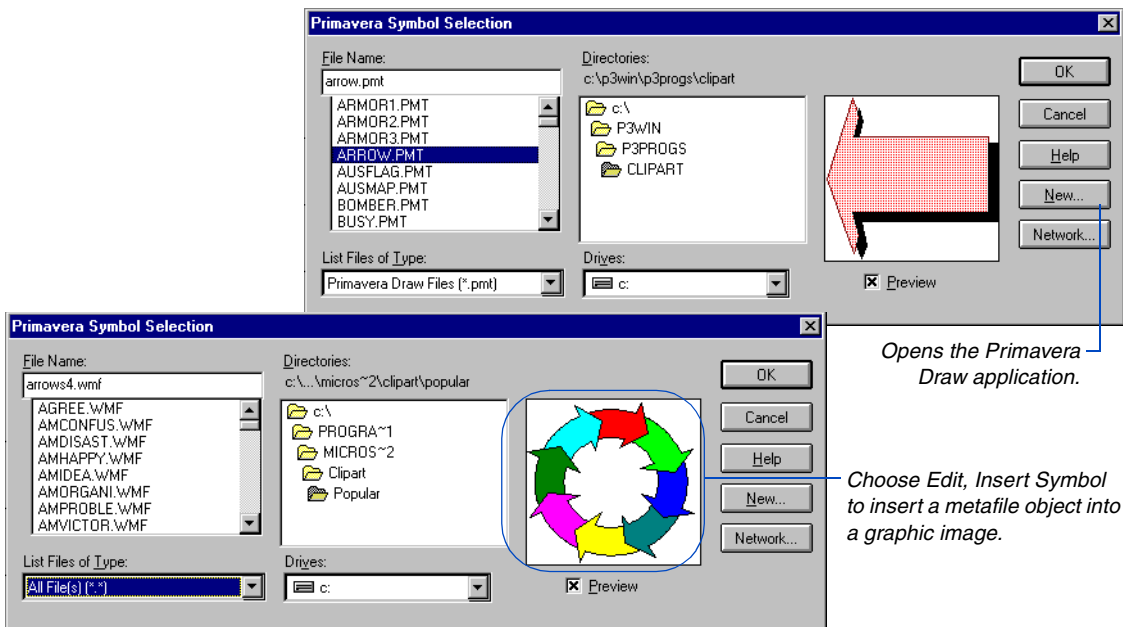 Primavera Symbol Selection
File Name:
arrow.pmt
ARMOR1.PMT
ARMOR2.PMT
ARMOR3.PMT
ARROW.PMT
AUSFLAG.PMT
AUSMAP.PMT
BOMBER.PMT
BUSY.PMT
List Files of Type:
Primavera Draw Files (*.pmt)
Directories:
c:\p3win\p3progs\clipart
c:\
P3WIN
P3PROGS
CLIPART
Drives:
c:
Preview
OK
Cancel
Help
New...
Network...
Opens the Primavera
Draw application.
Primavera Symbol Selection
File Name:
arrows4.wmf
AGREE.WMF
AMCONFUS.WMF
AMDISAST.WMF
AMHAPPY.WMF
AMIDEA.WMF
AMORGANI.WMF
AMPROBLE.WMF
AMVICTOR.WMF
List Files of Type:
All File(s) (*.*)
Directories:
c:\...\micros~2\clipart\popular
c:\
PROGRA~1
MICROS~2
Clipart
Popular
Drives:
c:
Preview
OK
Cancel
Help
New...
Network...
Choose Edit, Insert Symbol
to insert a metafile object into
a graphic image.